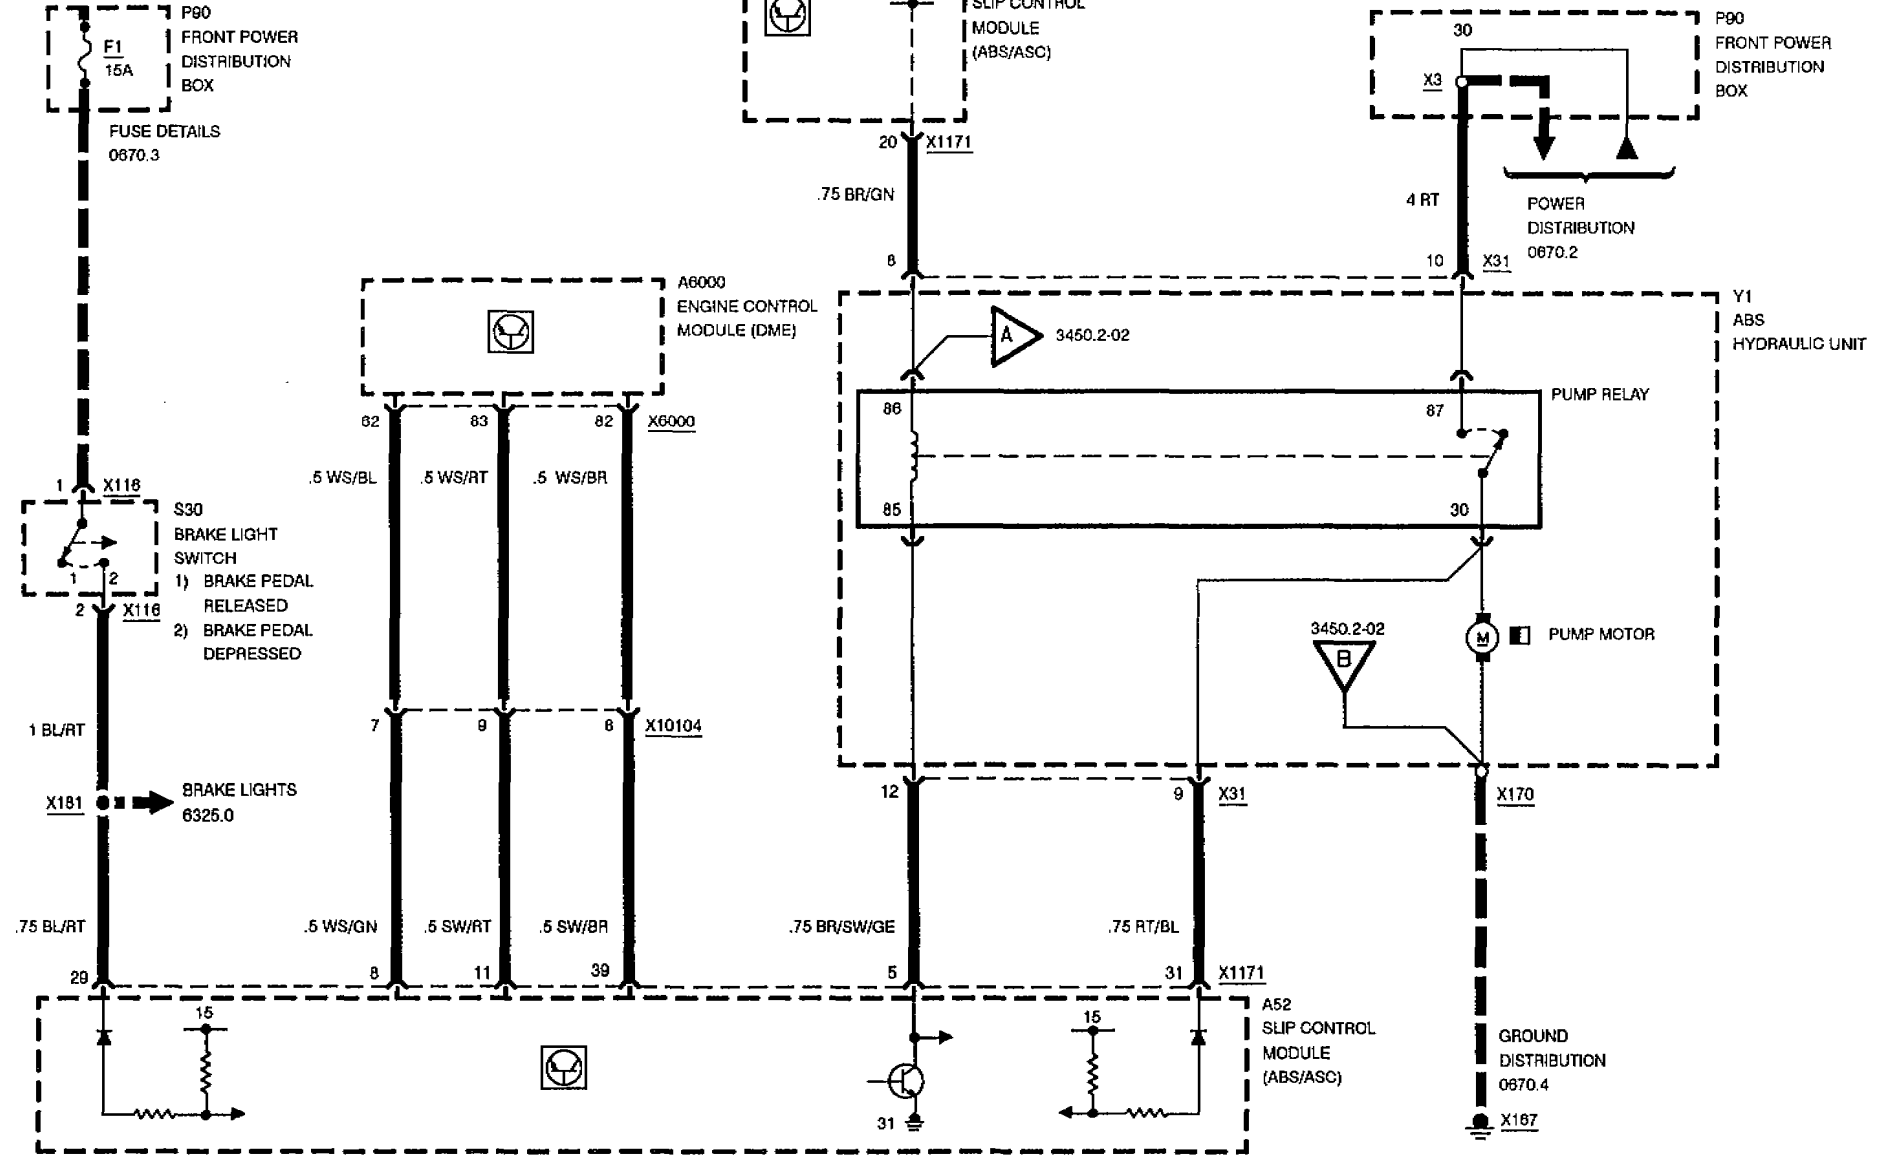 P90
FRONT POWER
DISTRIBUTION
BOX
F1
15A
FUSE DETAILS
0670.3
SLIP CONTROL
MODULE
(ABS/ASC)
20 X1171
.75 BR/GN
8
P90
FRONT POWER
DISTRIBUTION
BOX
30
X3
4 RT
POWER
DISTRIBUTION
0670.2
10 X31
A6000
ENGINE CONTROL
MODULE (DME)
62 83 82 X6000
.5 WS/BL .5 WS/RT .5 WS/BR
Y1
ABS
HYDRAULIC UNIT
A 3450.2-02
PUMP RELAY
86 87
85 30
1 X116
S30
BRAKE LIGHT
SWITCH
1) BRAKE PEDAL
RELEASED
2) BRAKE PEDAL
DEPRESSED
1 2
2 X116
3450.2-02
B
M PUMP MOTOR
1 BL/RT
7 9 6 X10104
X181
BRAKE LIGHTS
6325.0
12 9 X31 X170
.75 BL/RT .5 WS/GN .5 SW/RT .5 SW/BR .75 BR/SW/GE .75 RT/BL
29 8 11 39 5 31 X1171
A52
SLIP CONTROL
MODULE
(ABS/ASC)
15 15
31
GROUND
DISTRIBUTION
0670.4
X167